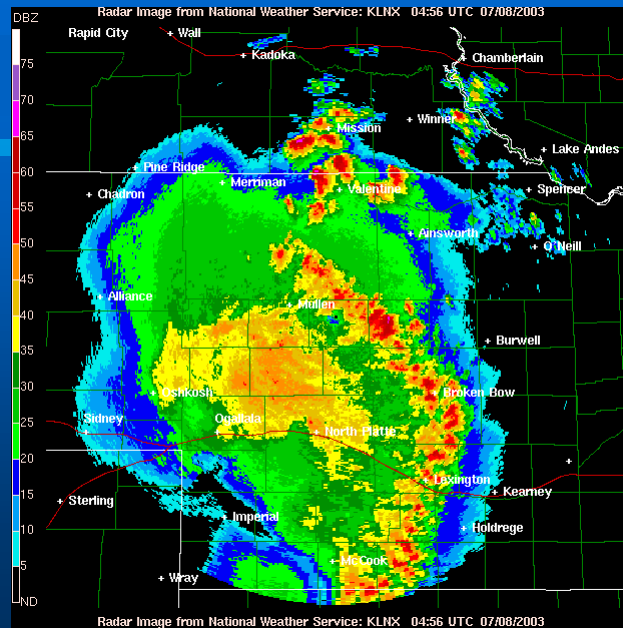 Radar Image from National Weather Service: KLNX 04:56 UTC 07/08/2003
DBZ
Rapid City
Wall
Kadoka
Chamberlain
75
70
Winner
Mission
65
Lake Andes
60
Pine Ridge
Merriman
Valentine
Spencer
Chadron
55
Ainsworth
50
O'Neill
45
Alliance
Mullen
40
Burwell
35
30
Oshkosh
Broken Bow
25
Sidney
Ogallala
North Platte
20
Lexington
15
Kearney
Sterling
10
Imperial
Holdrege
5
McCook
Wray
ND
Radar Image from National Weather Service: KLNX 04:56 UTC 07/08/2003